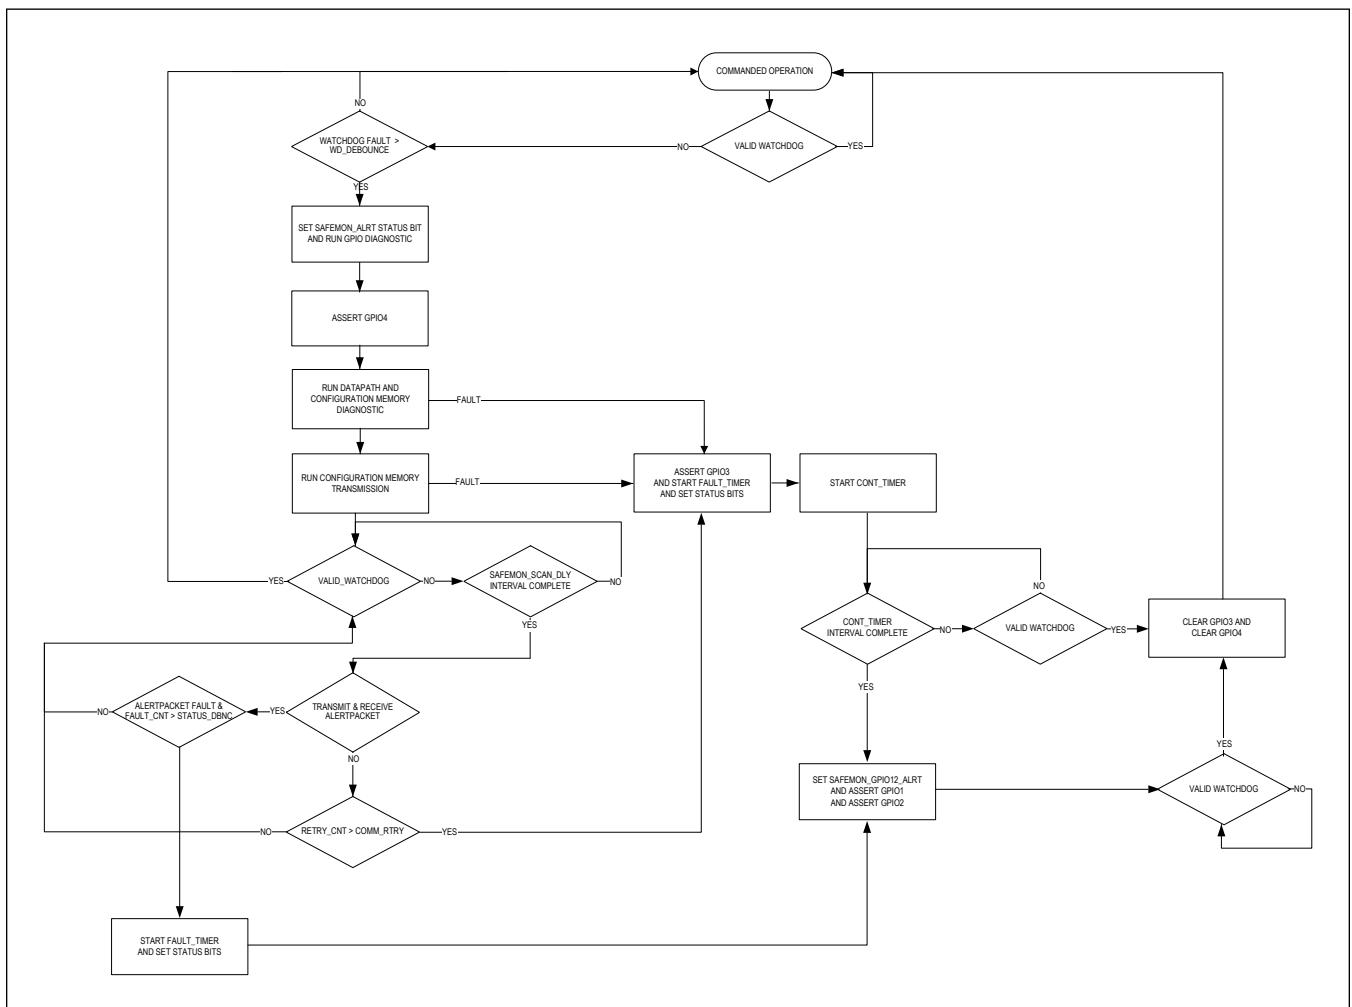 COMMANDED OPERATION
NO
WATCHDOG FAULT >
WD_DEBOUNCE
NO
VALID WATCHDOG
YES
YES
SET SAFEMON_ALRT STATUS BIT
AND RUN GPIO DIAGNOSTIC
ASSERT GPIO4
RUN DATAPATH AND
CONFIGURATION MEMORY
DIAGNOSTIC
FAULT
RUN CONFIGURATION MEMORY
TRANSMISSION
FAULT
ASSERT GPIO3
AND START FAULT_TIMER
AND SET STATUS BITS
START CONT_TIMER
YES
VALID_WATCHDOG
NO
SAFEMON_SCAN_DLY
INTERVAL COMPLETE
NO
YES
CONT_TIMER
INTERVAL COMPLETE
NO
NO
VALID WATCHDOG
YES
CLEAR GPIO3 AND
CLEAR GPIO4
YES
NO
ALERTPACKET FAULT &
FAULT_CNT > STATUS_DBNC
YES
TRANSMIT & RECEIVE
ALERTPACKET
NO
YES
SET SAFEMON_GPIO12_ALRT
AND ASSERT GPIO1
AND ASSERT GPIO2
VALID WATCHDOG
NO
NO
RETRY_CNT > COMM_RTRY
YES
START FAULT_TIMER
AND SET STATUS BITS